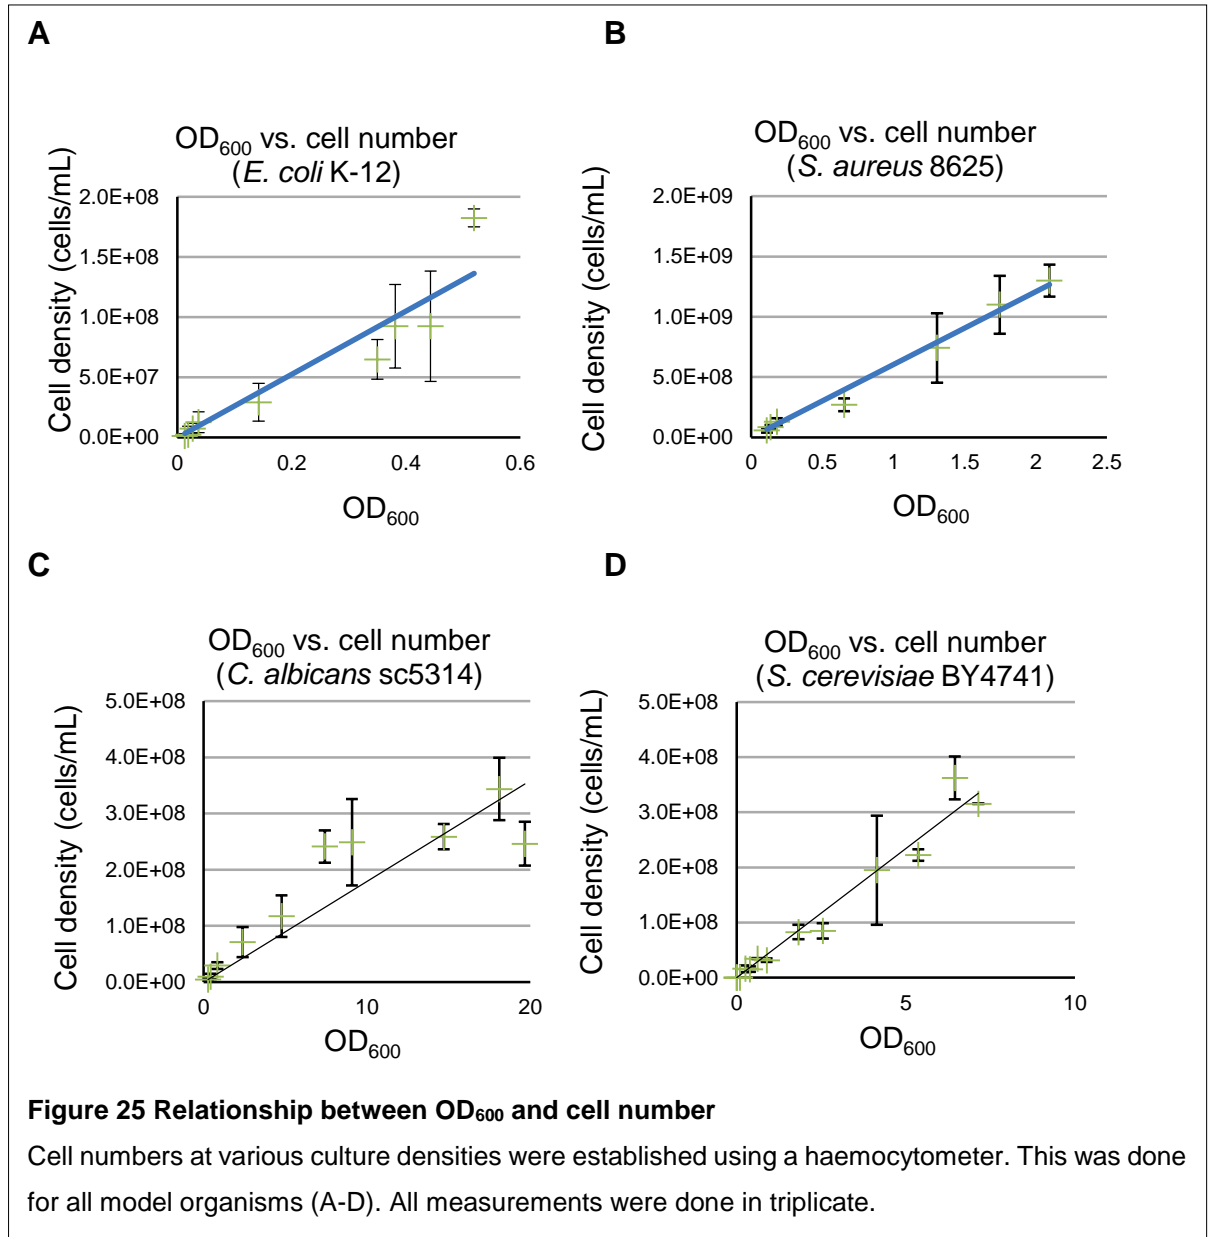 A
OD₆₀₀ vs. cell number
(E. coli K-12)
Cell density (cells/mL)
2.0E+08
1.5E+08
1.0E+08
5.0E+07
0.0E+00
0 0.2 0.4 0.6
OD₆₀₀
B
OD₆₀₀ vs. cell number
(S. aureus 8625)
Cell density (cells/mL)
2.0E+09
1.5E+09
1.0E+09
5.0E+08
0.0E+00
0 0.5 1 1.5 2 2.5
OD₆₀₀
C
OD₆₀₀ vs. cell number
(C. albicans sc5314)
Cell density (cells/mL)
5.0E+08
4.0E+08
3.0E+08
2.0E+08
1.0E+08
0.0E+00
0 10 20
OD₆₀₀
D
OD₆₀₀ vs. cell number
(S. cerevisiae BY4741)
Cell density (cells/mL)
5.0E+08
4.0E+08
3.0E+08
2.0E+08
1.0E+08
0.0E+00
0 5 10
OD₆₀₀
Figure 25 Relationship between OD₆₀₀ and cell number
Cell numbers at various culture densities were established using a haemocytometer. This was done
for all model organisms (A-D). All measurements were done in triplicate.